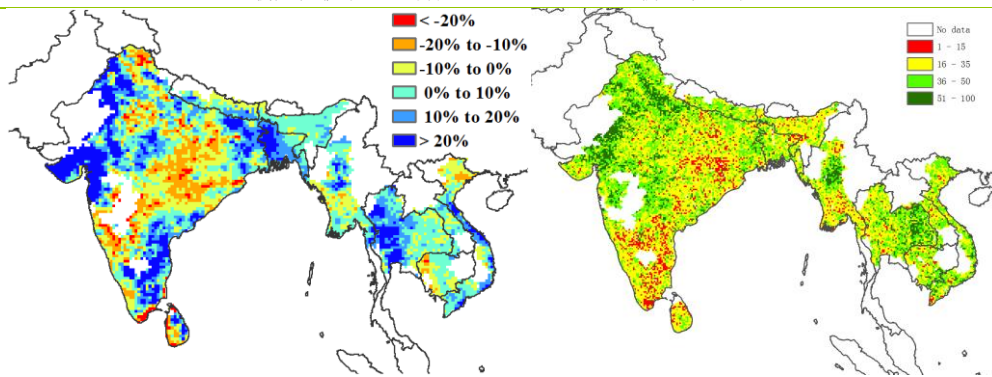 < -20%
-20% to -10%
-10% to 0%
0% to 10%
10% to 20%
> 20%
No data
1 - 15
16 - 35
36 - 50
51 - 100